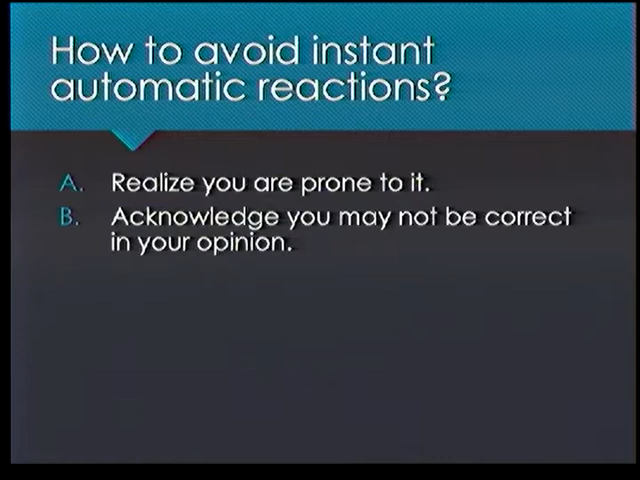 How to avoid instant
automatic reactions?
A. Realize you are prone to it.
B. Acknowledge you may not be correct
in your opinion.